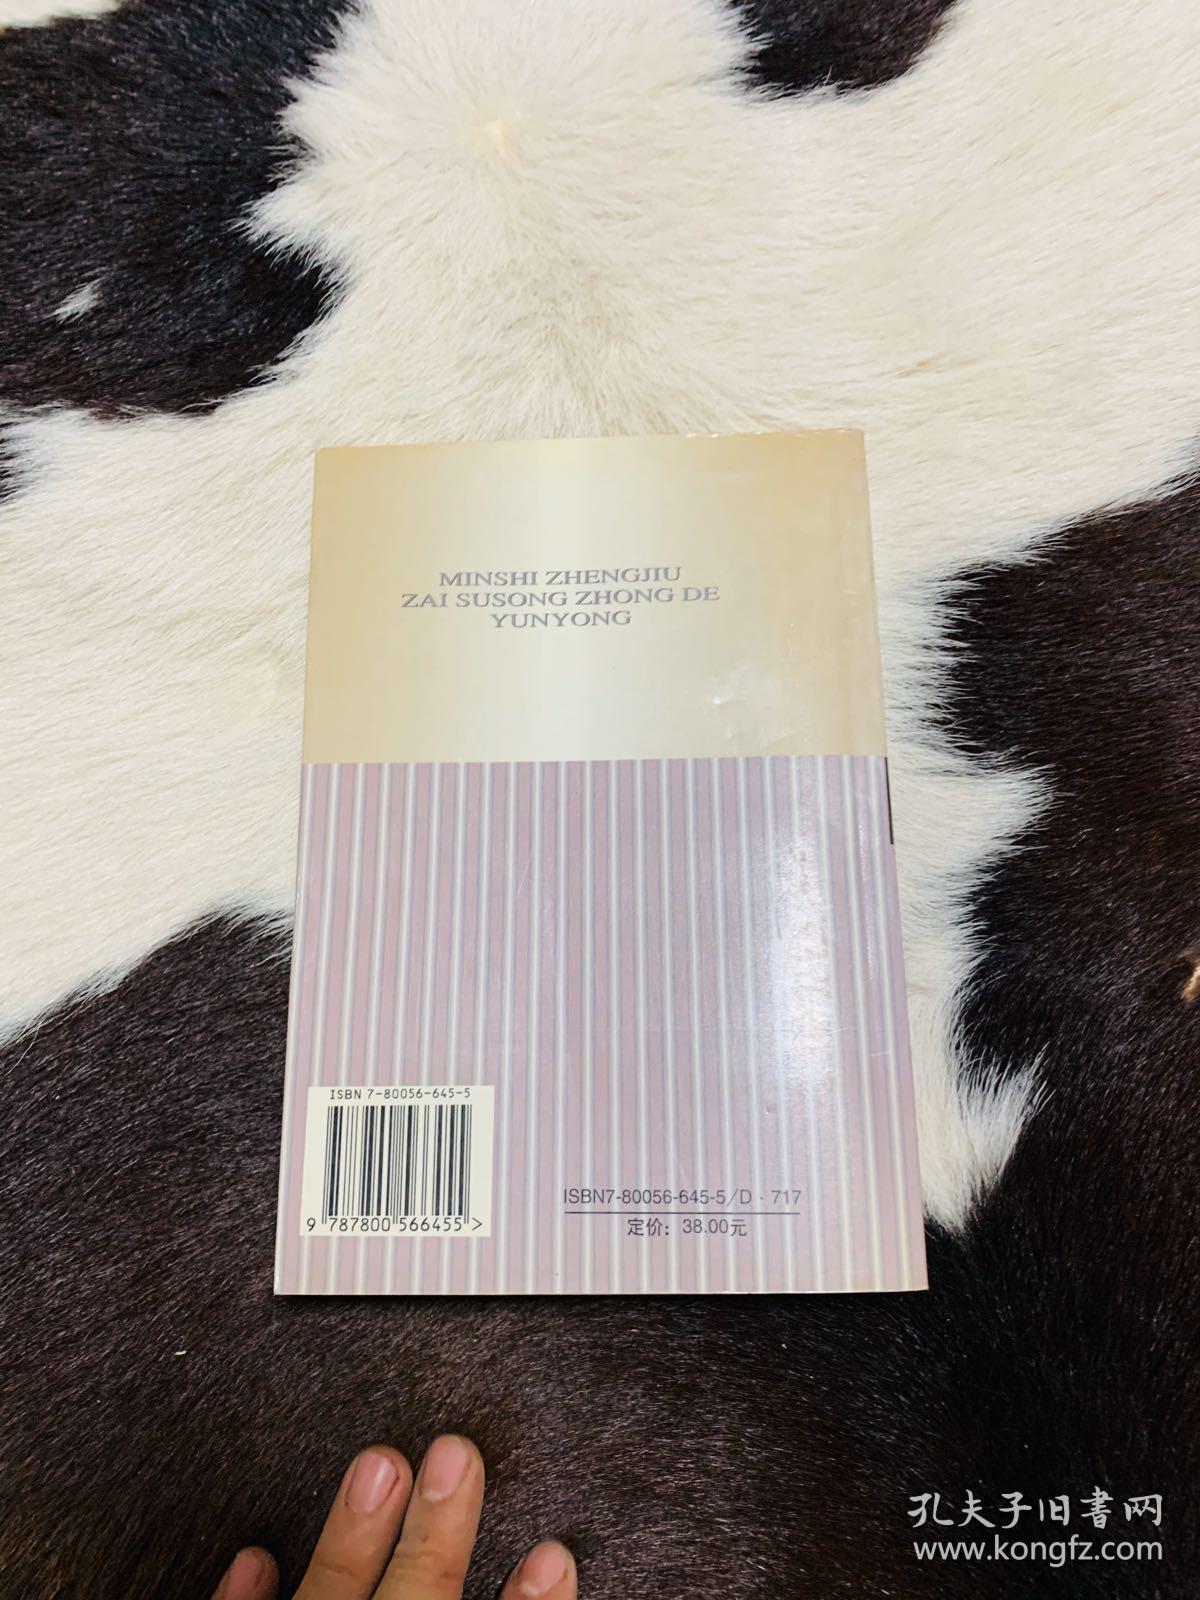 MINSHI ZHENGJIU
ZAI SUSONG ZHONG DE
YUNYONG
ISBN 7-80056-645-5
9 787800 566455 >
ISBN7-80056-645-5/D·717
定价：38.00元
孔夫子旧書网
www.kongfz.com